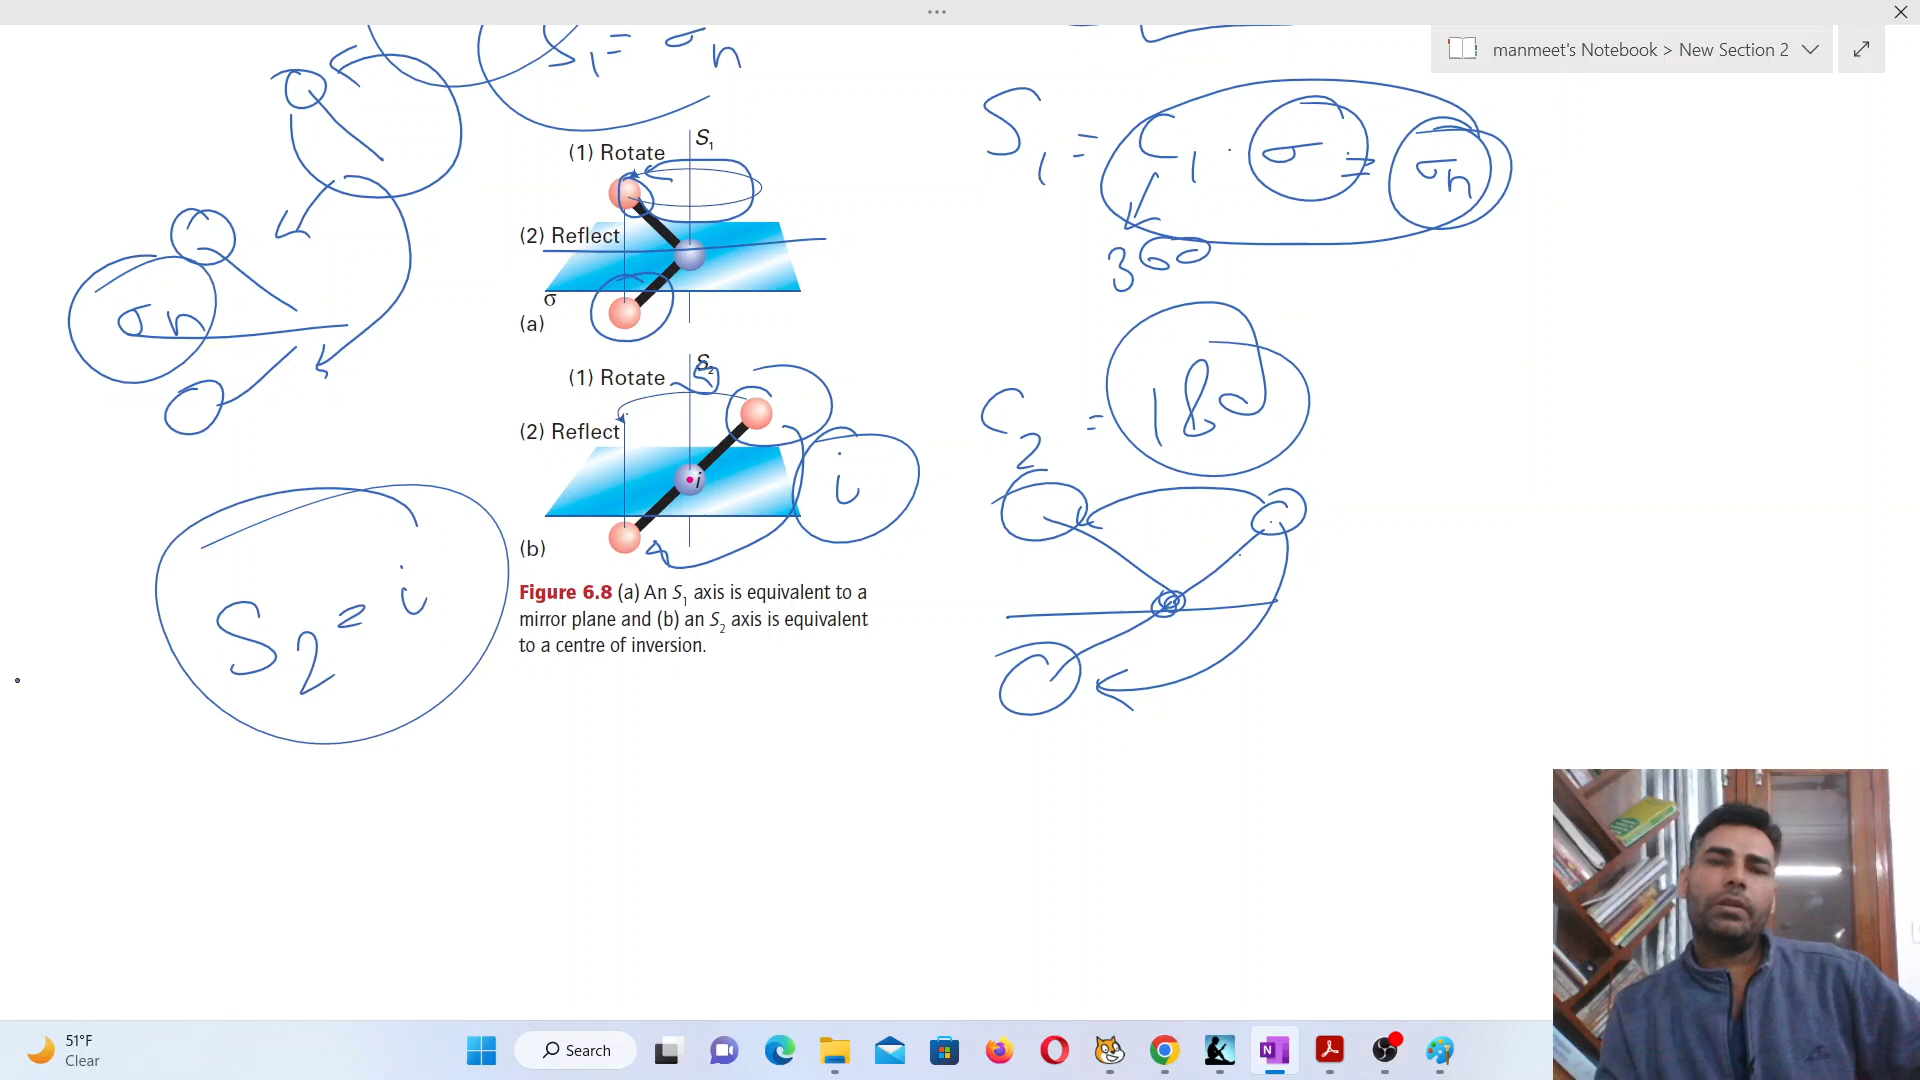 manmeet's Notebook > New Section 2
S₁ = σn
S₁ = C₁ · σ = σn
360
S₁
(1) Rotate
(2) Reflect
σ
(a)
σn
C₂ = 180
S₂
(1) Rotate
(2) Reflect
i
i
(b)
S₂ = i
Figure 6.8 (a) An S₁ axis is equivalent to a
mirror plane and (b) an S₂ axis is equivalent
to a centre of inversion.
51°F
Clear
Search